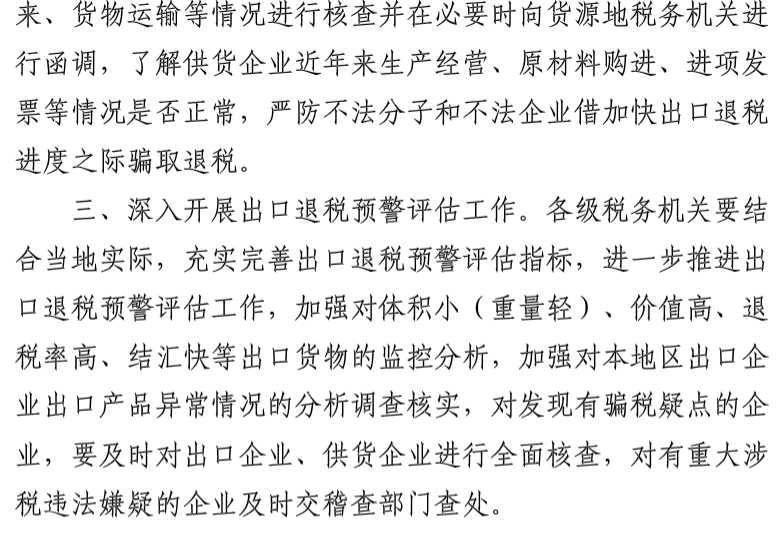 来、货物运输等情况进行核查并在必要时向货源地税务机关进
行函调，了解供货企业近年来生产经营、原材料购进、进项发
票等情况是否正常，严防不法分子和不法企业借加快出口退税
进度之际骗取退税。
三、深入开展出口退税预警评估工作。各级税务机关要结
合当地实际，充实完善出口退税预警评估指标，进一步推进出
口退税预警评估工作，加强对体积小（重量轻）、价值高、退
税率高、结汇快等出口货物的监控分析，加强对本地区出口企
业出口产品异常情况的分析调查核实，对发现有骗税疑点的企
业，要及时对出口企业、供货企业进行全面核查，对有重大涉
税违法嫌疑的企业及时交稽查部门查处。